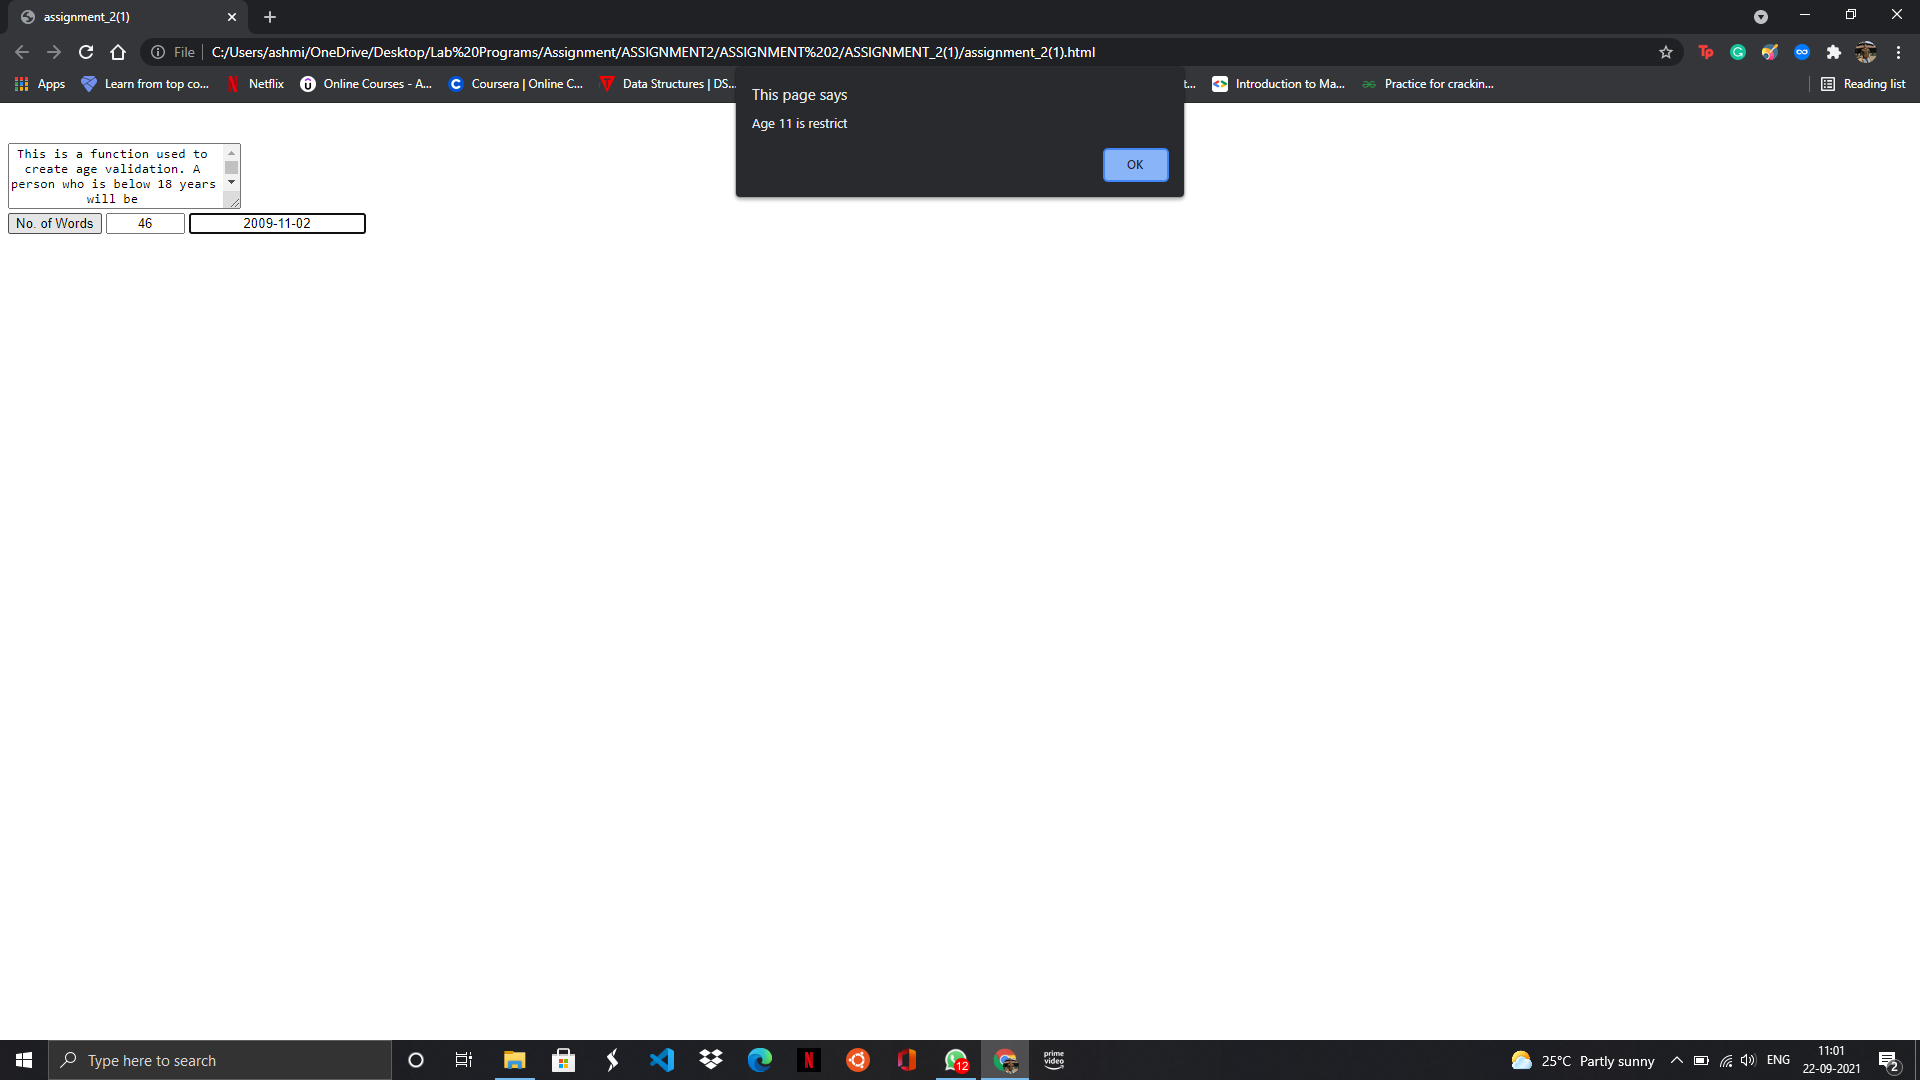 assignment_2(1)
File C:/Users/ashmi/OneDrive/Desktop/Lab%20Programs/Assignment/ASSIGNMENT2/ASSIGNMENT%202/ASSIGNMENT_2(1)/assignment_2(1).html
Tp
Apps Learn from top co... Netflix Online Courses - A... Coursera | Online C... Data Structures | DS... t... Introduction to Ma... Practice for crackin... Reading list
This page says
Age 11 is restrict
OK
This is a function used to
create age validation. A
person who is below 18 years
will be
No. of Words 46 2009-11-02
Type here to search
12
prime
video
25°C Partly sunny
ENG
11:01
22-09-2021
2